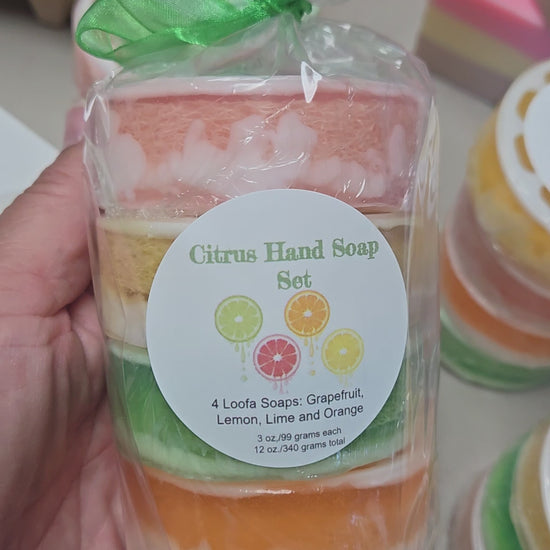 Citrus Hand Soap
Set
4 Loofa Soaps: Grapefruit,
Lemon, Lime and Orange
3 oz./99 grams each
12 oz./340 grams total